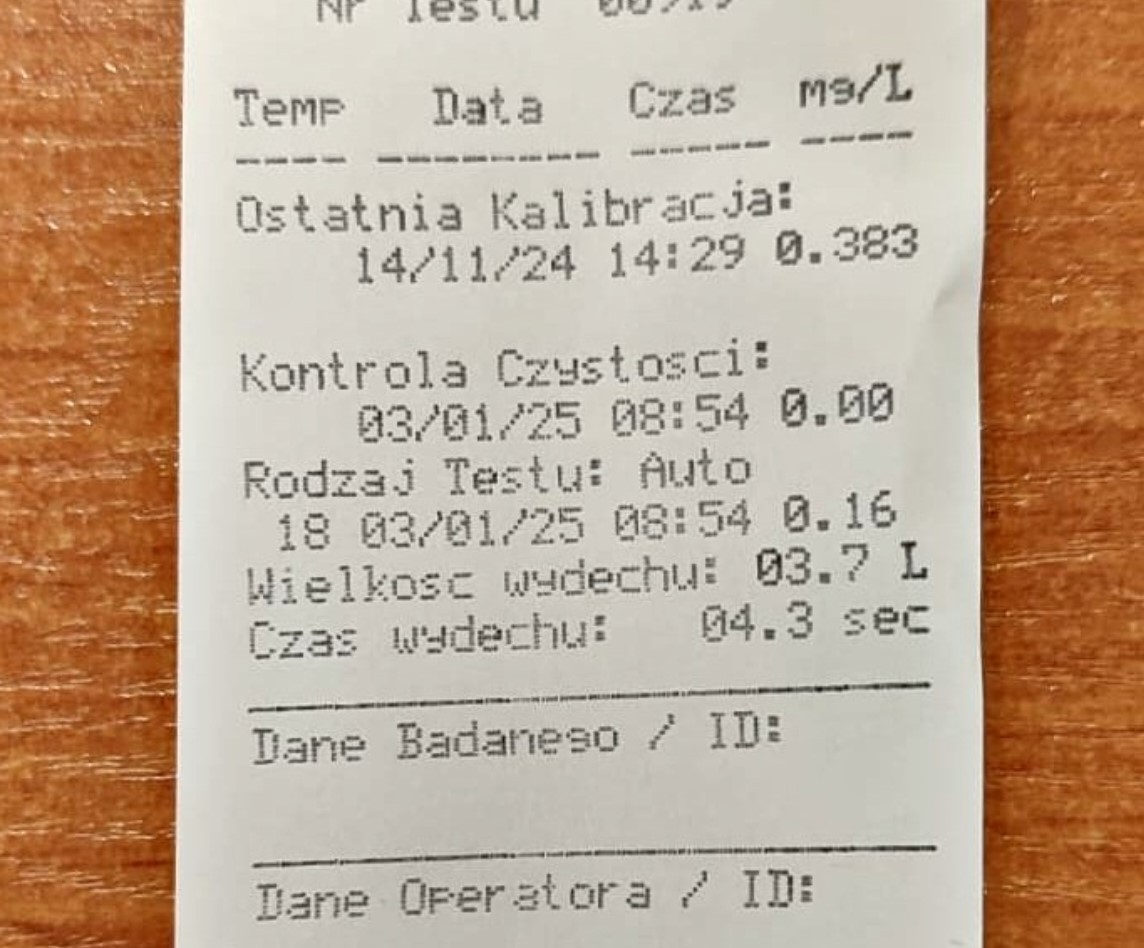 Nr Testu
Temp Data Czas mg/L
---- -------- ----- ----
Ostatnia Kalibracja:
14/11/24 14:29 0.383
Kontrola Czystosci:
03/01/25 08:54 0.00
Rodzaj Testu: Auto
18 03/01/25 08:54 0.16
Wielkosc wydechu: 03.7 L
Czas wydechu: 04.3 sec
Dane Badanego / ID:
Dane Operatora / ID: